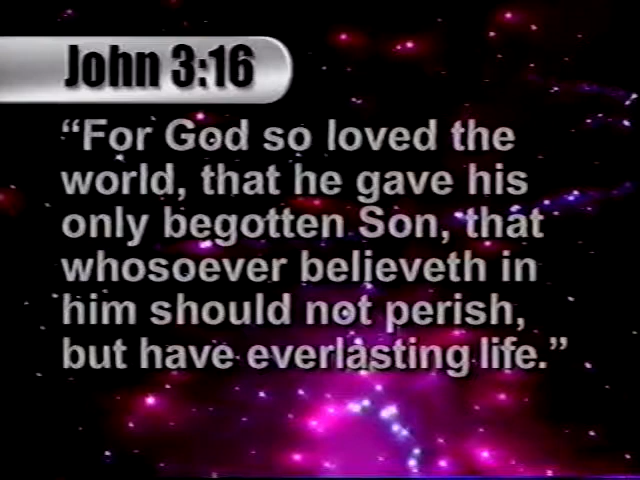 John 3:16
“For God so loved the
world, that he gave his
only begotten Son, that
whosoever believeth in
him should not perish,
but have everlasting life.”